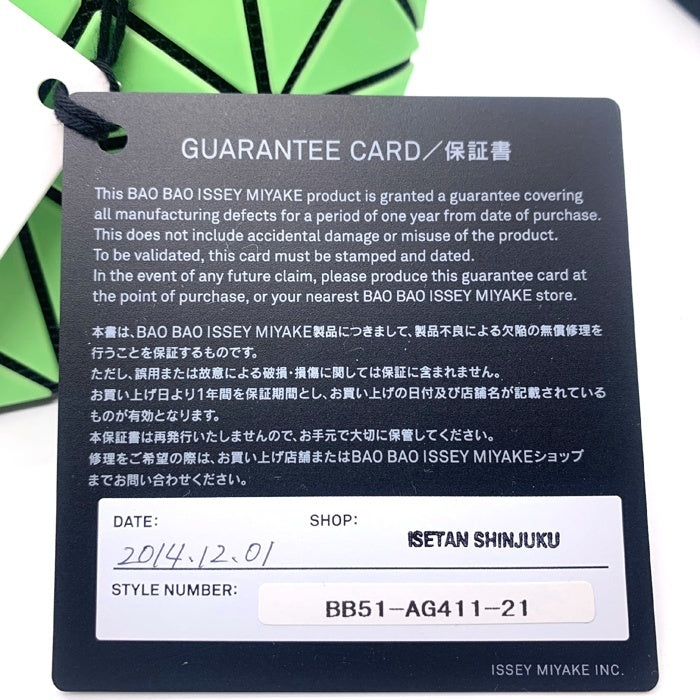 GUARANTEE CARD/保証書
This BAO BAO ISSEY MIYAKE product is granted a guarantee covering
all manufacturing defects for a period of one year from date of purchase.
This does not include accidental damage or misuse of the product.
To be validated, this card must be stamped and dated.
In the event of any future claim, please produce this guarantee card at
the point of purchase, or your nearest BAO BAO ISSEY MIYAKE store.
本書は、BAO BAO ISSEY MIYAKE製品につきまして、製品不良による欠陥の無償修理を
行うことを保証するものです。
ただし、誤用または故意による破損・損傷に関しては保証に含まれません。
お買い上げ日より1年間を保証期間とし、お買い上げの日付及び店舗名が記載されている
ものが有効となります。
本保証書は再発行いたしませんので、お手元で大切に保管してください。
修理をご希望の際は、お買い上げ店舗またはBAO BAO ISSEY MIYAKEショップ
までお問い合わせください。
DATE: SHOP: ISETAN SHINJUKU
2014.12.01
STYLE NUMBER: BB51-AG411-21
ISSEY MIYAKE INC.